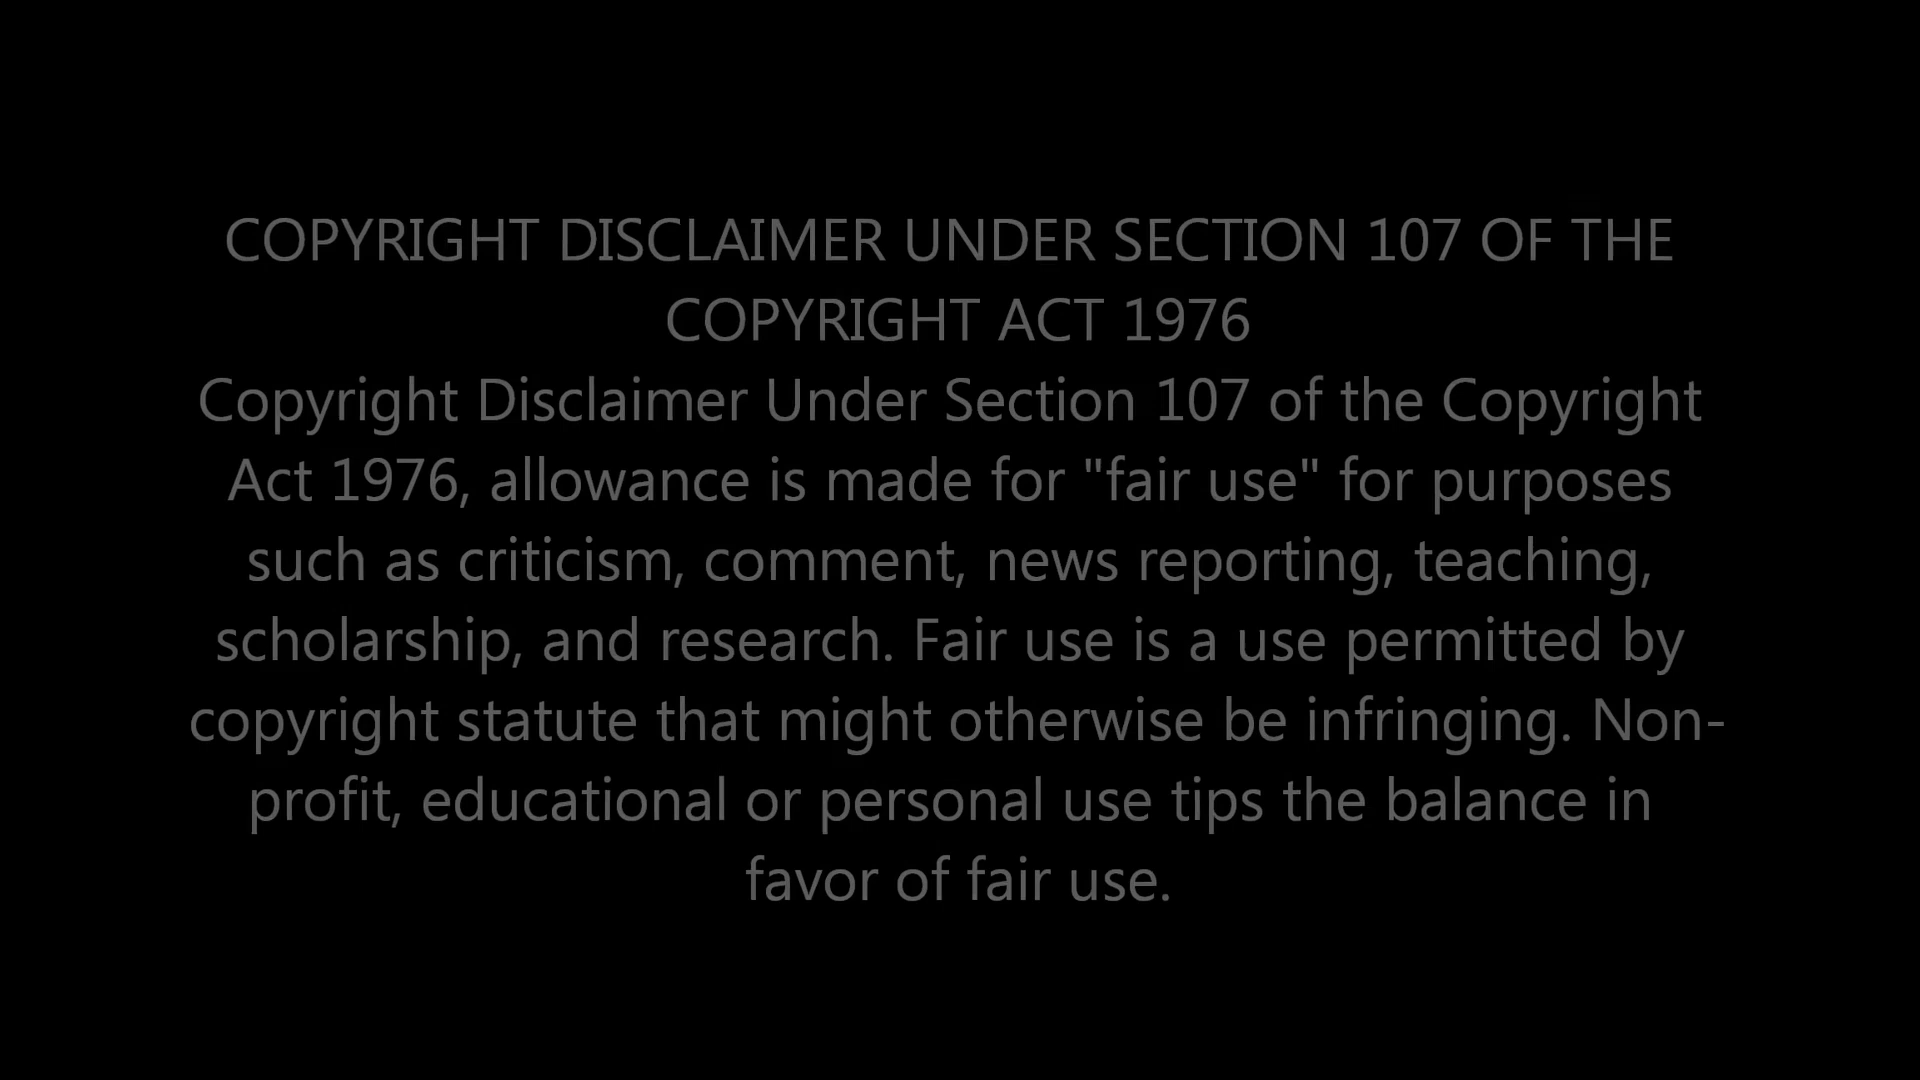 COPYRIGHT DISCLAIMER UNDER SECTION 107 OF THE
COPYRIGHT ACT 1976
Copyright Disclaimer Under Section 107 of the Copyright
Act 1976, allowance is made for "fair use" for purposes
such as criticism, comment, news reporting, teaching,
scholarship, and research. Fair use is a use permitted by
copyright statute that might otherwise be infringing. Non-
profit, educational or personal use tips the balance in
favor of fair use.